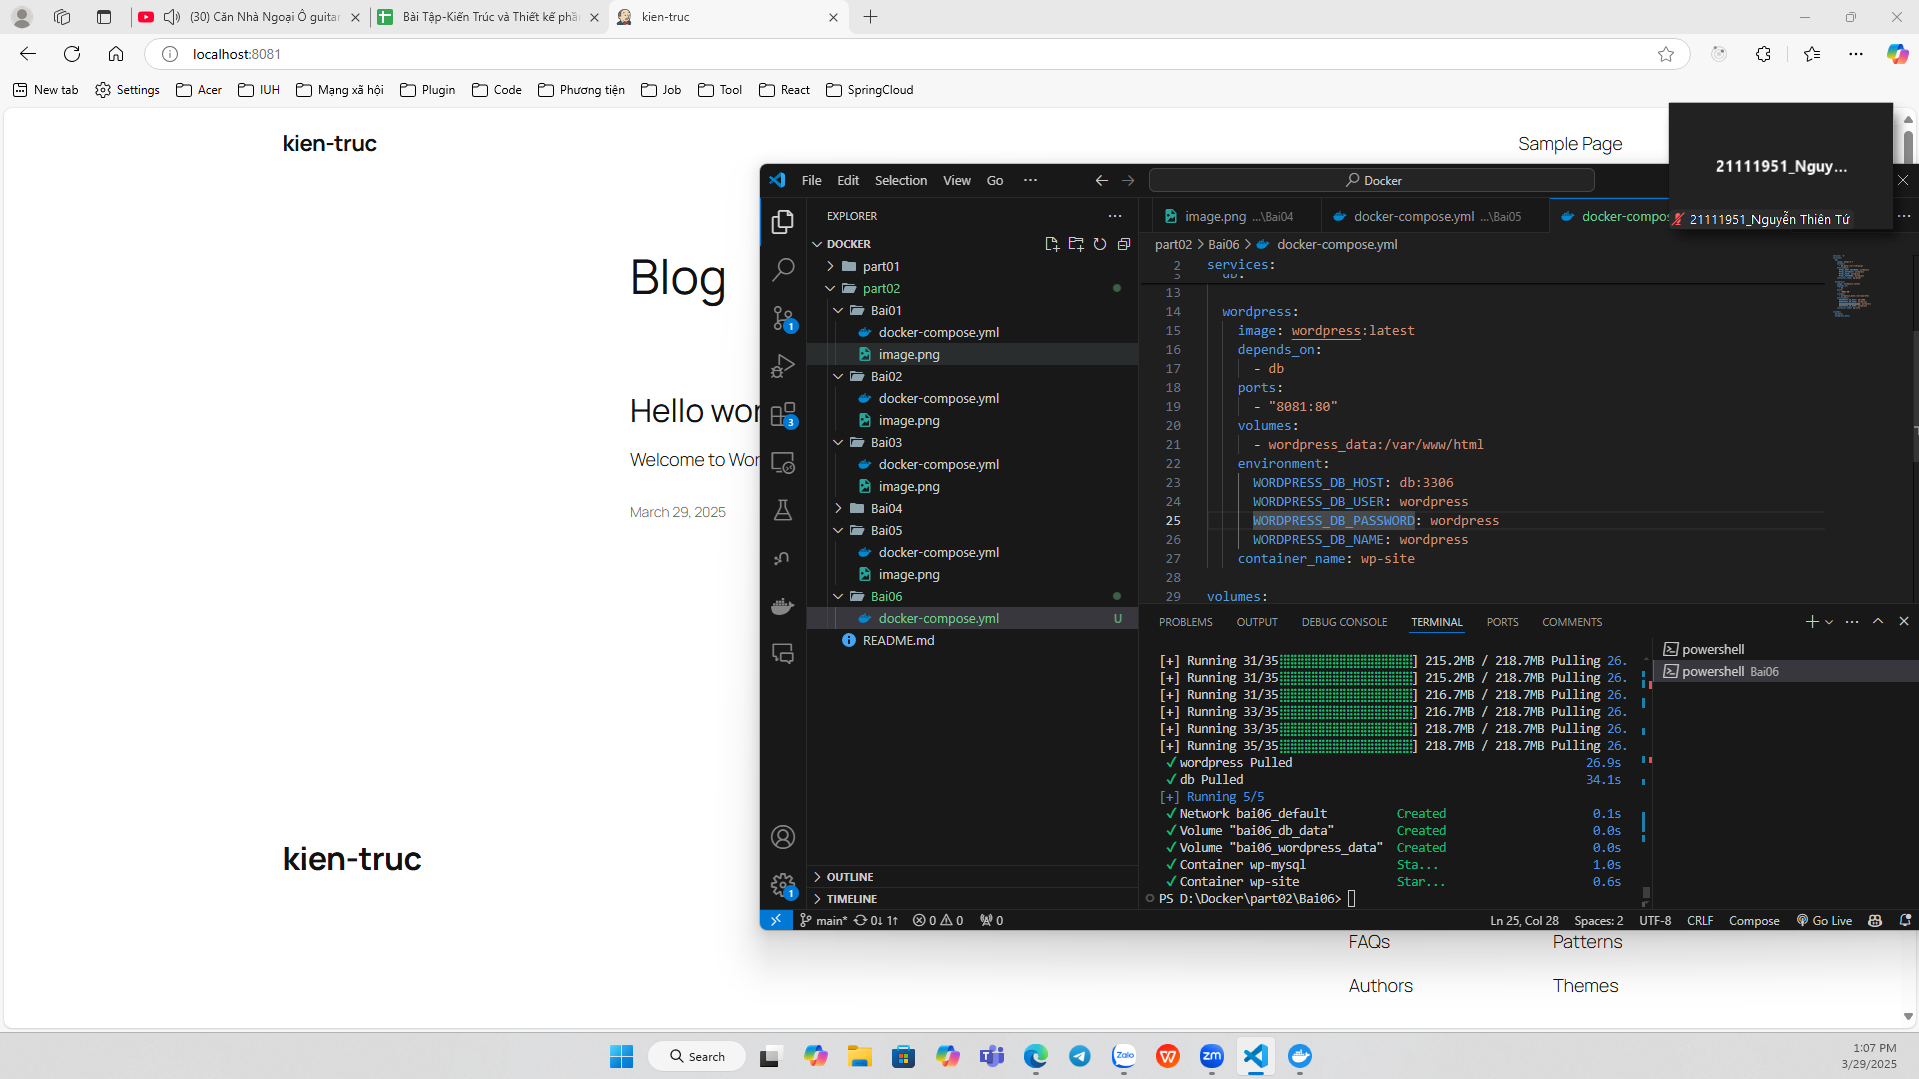 (30) Căn Nhà Ngoại Ô guitar
Bài Tập-Kiến Trúc và Thiết kế phần
kien-truc
localhost:8081
New tab
Settings
Acer
IUH
Mạng xã hội
Plugin
Code
Phương tiện
Job
Tool
React
SpringCloud
kien-truc
Sample Page
Blog
Hello wor
Welcome to Wor
March 29, 2025
kien-truc
FAQs
Patterns
Authors
Themes
21111951_Nguy...
21111951_Nguyễn Thiên Tứ
File
Edit
Selection
View
Go
Docker
EXPLORER
DOCKER
part01
part02
Bai01
docker-compose.yml
image.png
Bai02
docker-compose.yml
image.png
Bai03
docker-compose.yml
image.png
Bai04
Bai05
docker-compose.yml
image.png
Bai06
docker-compose.yml U
README.md
OUTLINE
TIMELINE
image.png ...\Bai04
docker-compose.yml ...\Bai05
docker-compos
part02 > Bai06 > docker-compose.yml
2 services:
3 db:
13
14 wordpress:
15 image: wordpress:latest
16 depends_on:
17 - db
18 ports:
19 - "8081:80"
20 volumes:
21 - wordpress_data:/var/www/html
22 environment:
23 WORDPRESS_DB_HOST: db:3306
24 WORDPRESS_DB_USER: wordpress
25 WORDPRESS_DB_PASSWORD: wordpress
26 WORDPRESS_DB_NAME: wordpress
27 container_name: wp-site
28
29 volumes:
PROBLEMS
OUTPUT
DEBUG CONSOLE
TERMINAL
PORTS
COMMENTS
[+] Running 31/35 ] 215.2MB / 218.7MB Pulling 26.
[+] Running 31/35 ] 215.2MB / 218.7MB Pulling 26.
[+] Running 31/35 ] 216.7MB / 218.7MB Pulling 26.
[+] Running 33/35 ] 216.7MB / 218.7MB Pulling 26.
[+] Running 33/35 ] 218.7MB / 218.7MB Pulling 26.
[+] Running 35/35 ] 218.7MB / 218.7MB Pulling 26.
✓ wordpress Pulled 26.9s
✓ db Pulled 34.1s
[+] Running 5/5
✓ Network bai06_default Created 0.1s
✓ Volume "bai06_db_data" Created 0.0s
✓ Volume "bai06_wordpress_data" Created 0.0s
✓ Container wp-mysql Sta... 1.0s
✓ Container wp-site Star... 0.6s
PS D:\Docker\part02\Bai06>
powershell
powershell Bai06
main* 0↓ 1↑ 0 0 0
Ln 25, Col 28
Spaces: 2
UTF-8
CRLF
Compose
Go Live
Search
1:07 PM
3/29/2025